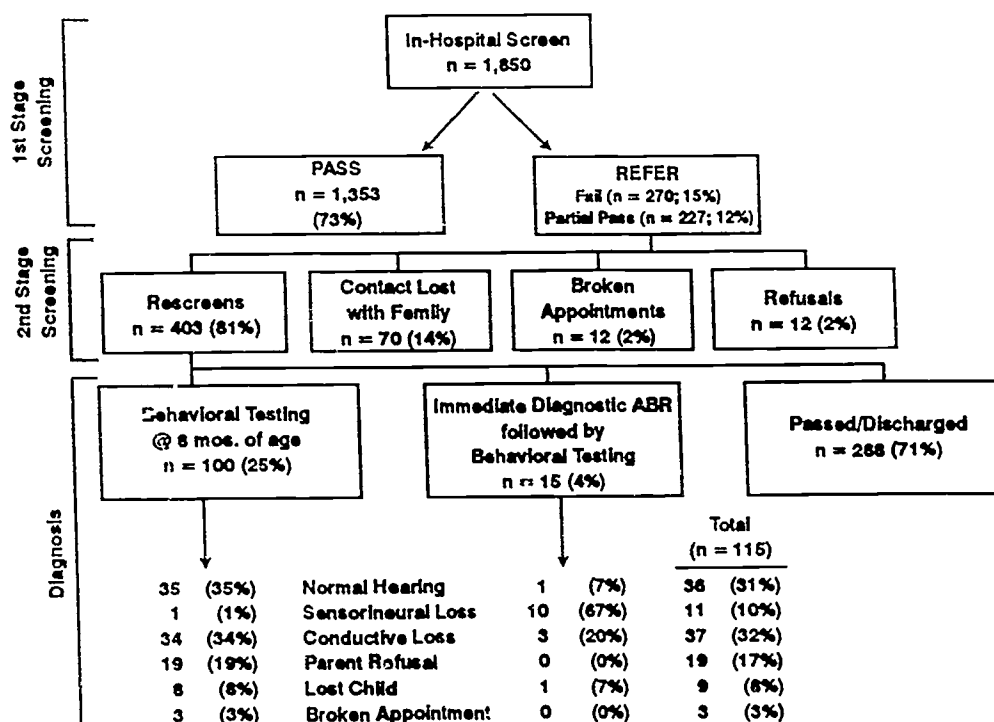 1st Stage
Screening
In-Hospital Screen
n = 1,850
PASS
n = 1,353
(73%)
REFER
Fail (n = 270; 15%)
Partial Pass (n = 227; 12%)
2nd Stage
Screening
Rescreens
n = 403 (81%)
Contact Lost
with Family
n = 70 (14%)
Broken
Appointments
n = 12 (2%)
Refusals
n = 12 (2%)
Diagnosis
Behavioral Testing
@ 6 mos. of age
n = 100 (25%)
Immediate Diagnostic ABR
followed by
Behavioral Testing
n = 15 (4%)
Passed/Discharged
n = 288 (71%)
Total
(n = 115)
35 (35%) Normal Hearing 1 (7%) 36 (31%)
1 (1%) Sensorineural Loss 10 (67%) 11 (10%)
34 (34%) Conductive Loss 3 (20%) 37 (32%)
19 (19%) Parent Refusal 0 (0%) 19 (17%)
8 (8%) Lost Child 1 (7%) 9 (8%)
3 (3%) Broken Appointment 0 (0%) 3 (3%)